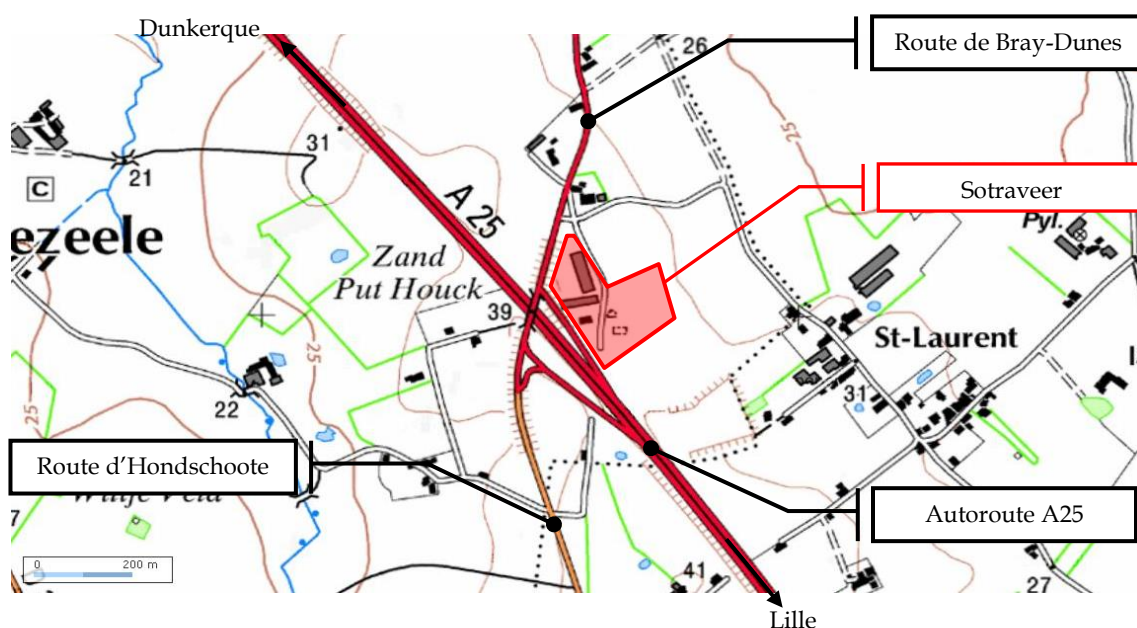 Dunkerque
Route de Bray-Dunes
26
25
31
21
C
A 25
Sotraveer
ezeele
Pyl.
Zand
Put Houck
39
St-Laurent
25
31
22
25
Route d'Hondschoote
Autoroute A25
7
0 200 m
41
27
Lille